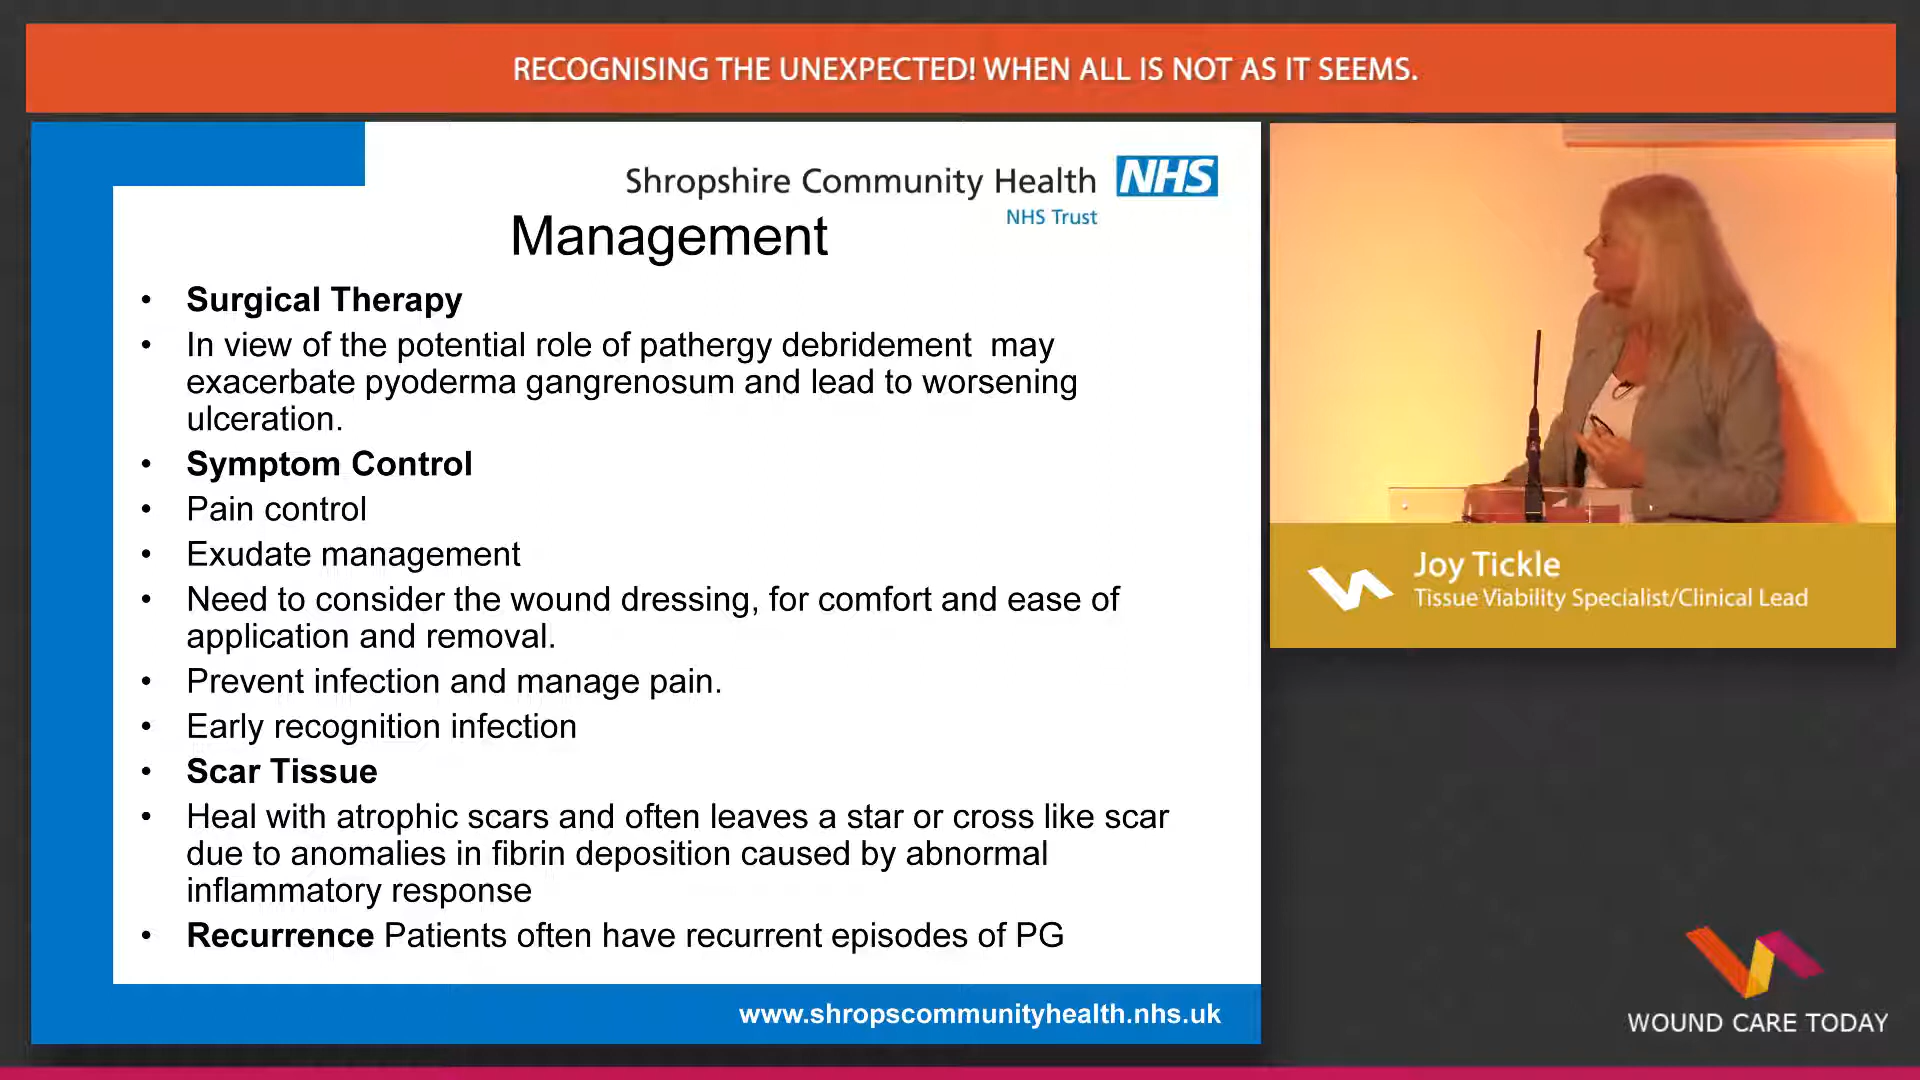 RECOGNISING THE UNEXPECTED! WHEN ALL IS NOT AS IT SEEMS.
Shropshire Community Health NHS
NHS Trust
Management
• Surgical Therapy
• In view of the potential role of pathergy debridement may
exacerbate pyoderma gangrenosum and lead to worsening
ulceration.
• Symptom Control
• Pain control
• Exudate management
• Need to consider the wound dressing, for comfort and ease of
application and removal.
• Prevent infection and manage pain.
• Early recognition infection
• Scar Tissue
• Heal with atrophic scars and often leaves a star or cross like scar
due to anomalies in fibrin deposition caused by abnormal
inflammatory response
• Recurrence Patients often have recurrent episodes of PG
www.shropscommunityhealth.nhs.uk
Joy Tickle
Tissue Viability Specialist/Clinical Lead
WOUND CARE TODAY